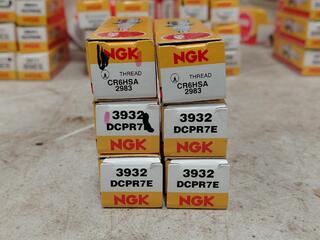 NGK
THREAD
CR6HSA
2983
NGK
THREAD
CR6HSA
2983
3932
DCPR7E
NGK
3932
DCPR7E
NGK
3932
DCPR7E
NGK
3932
DCPR7E
NGK